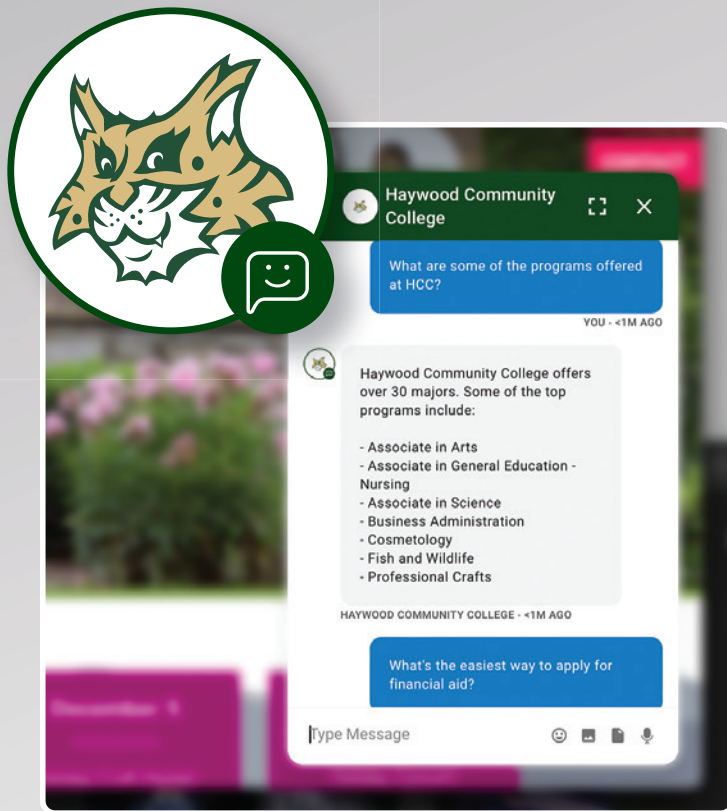 CONTACT
Haywood Community
College
What are some of the programs offered
at HCC?
YOU - <1M AGO
Haywood Community College offers
over 30 majors. Some of the top
programs include:
- Associate in Arts
- Associate in General Education -
Nursing
- Associate in Science
- Business Administration
- Cosmetology
- Fish and Wildlife
- Professional Crafts
HAYWOOD COMMUNITY COLLEGE - <1M AGO
What's the easiest way to apply for
financial aid?
Type Message
December 1